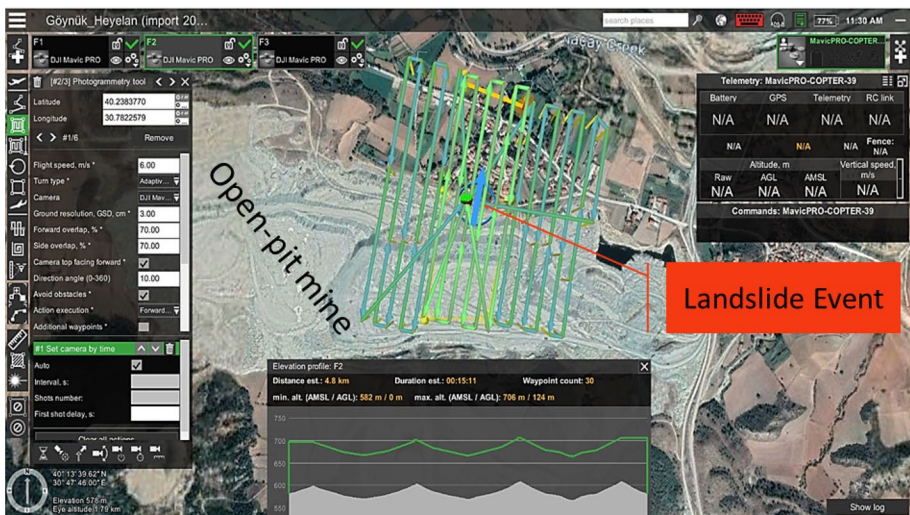 Göynük_Heyelan (import 20...
search places
ADS-B
77%
11:30 AM
F1
DJI Mavic PRO
F2
DJI Mavic PRO
F3
DJI Mavic PRO
MavicPRO-COPTER...
[#2/3] Photogrammetry tool
Latitude 40.2383770
Longitude 30.7822579
#1/6 Remove
Flight speed, m/s * 6.00
Turn type * Adaptiv...
Camera DJI Mav...
Ground resolution, GSD, cm * 3.00
Forward overlap, % * 70.00
Side overlap, % * 70.00
Camera top facing forward *
Direction angle (0-360) 10.00
Avoid obstacles *
Action execution * Forward...
Additional waypoints *
#1 Set camera by time
Auto
Interval, s:
Shots number:
First shot delay, s:
Clear all actions
40° 13' 39.62" N
30° 47' 46.00" E
Elevation 578 m
Eye altitude 1.79 km
Nabay Creek
Open-pit mine
Landslide Event
Telemetry: MavicPRO-COPTER-39
Battery GPS Telemetry RC link
N/A N/A N/A N/A
N/A N/A N/A Fence: N/A
Altitude, m Vertical speed, m/s
Raw AGL AMSL
N/A N/A N/A N/A
Commands: MavicPRO-COPTER-39
Elevation profile: F2
Distance est.: 4.8 km Duration est.: 00:15:11 Waypoint count: 30
min. alt. (AMSL / AGL): 582 m / 0 m max. alt. (AMSL / AGL): 706 m / 124 m
750
700
650
600
550
Show log